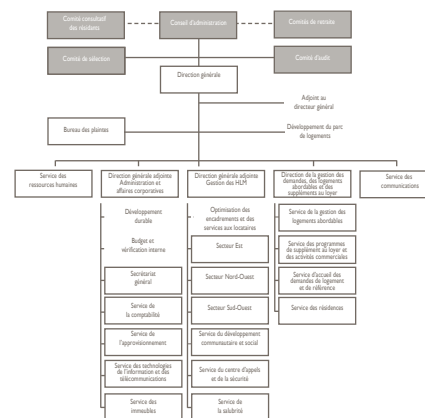 Comité consultatif
des résidents
Conseil d'administration
Comités de retraite
Comité de sélection
Comité d'audit
Direction générale
Adjoint au
directeur général
Bureau des plaintes
Développement du parc
de logements
Service des
ressources humaines
Direction générale adjointe
Administration et
affaires corporatives
Direction générale adjointe
Gestion des HLM
Direction de la gestion des
demandes, des logements
abordables et des
suppléments au loyer
Service des
communications
Développement
durable
Budget et
vérification interne
Secrétariat
général
Service de
la comptabilité
Service de
l'approvisionnement
Service des technologies
de l'information et des
télécommunications
Service des
immeubles
Optimisation des
encadrements et des
services aux locataires
Secteur Est
Secteur Nord-Ouest
Secteur Sud-Ouest
Service du développement
communautaire et social
Service du centre d'appels
et de la sécurité
Service de
la salubrité
Service de la gestion des
logements abordables
Service des programmes
de supplément au loyer et
des activités commerciales
Service d'accueil des
demandes de logement
et de référence
Service des résidences